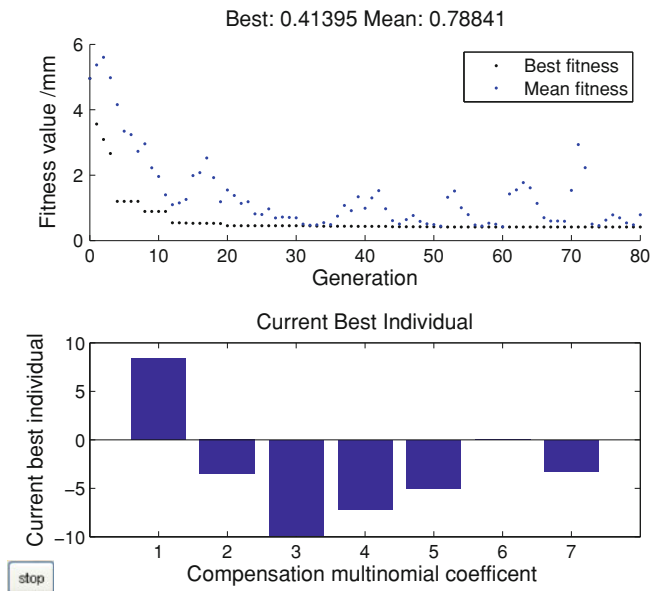 Best: 0.41395 Mean: 0.78841
Fitness value /mm
6
4
2
0
Best fitness
Mean fitness
0 10 20 30 40 50 60 70 80
Generation
Current Best Individual
Current best individual
10
5
0
−5
−10
1 2 3 4 5 6 7
Compensation multinomial coefficent
stop